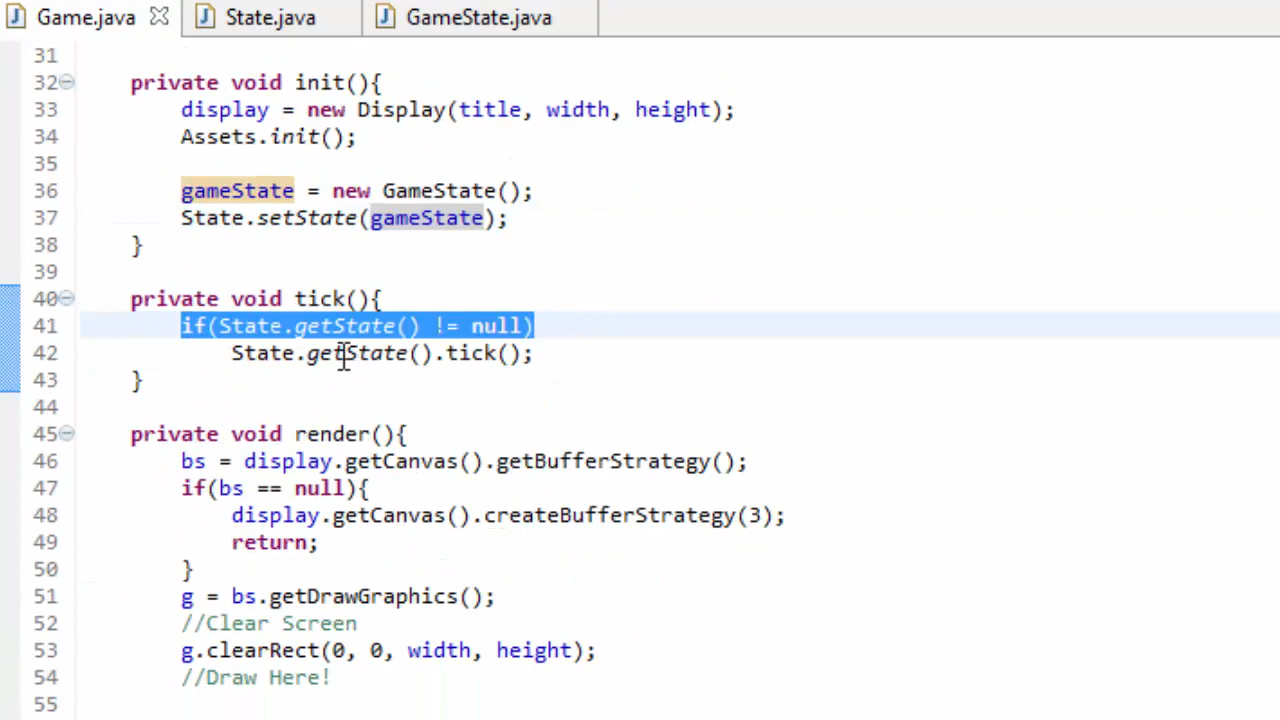 Game.java State.java GameState.java
31
32 private void init(){
33 display = new Display(title, width, height);
34 Assets.init();
35
36 gameState = new GameState();
37 State.setState(gameState);
38 }
39
40 private void tick(){
41 if(State.getState() != null)
42 State.getState().tick();
43 }
44
45 private void render(){
46 bs = display.getCanvas().getBufferStrategy();
47 if(bs == null){
48 display.getCanvas().createBufferStrategy(3);
49 return;
50 }
51 g = bs.getDrawGraphics();
52 //Clear Screen
53 g.clearRect(0, 0, width, height);
54 //Draw Here!
55